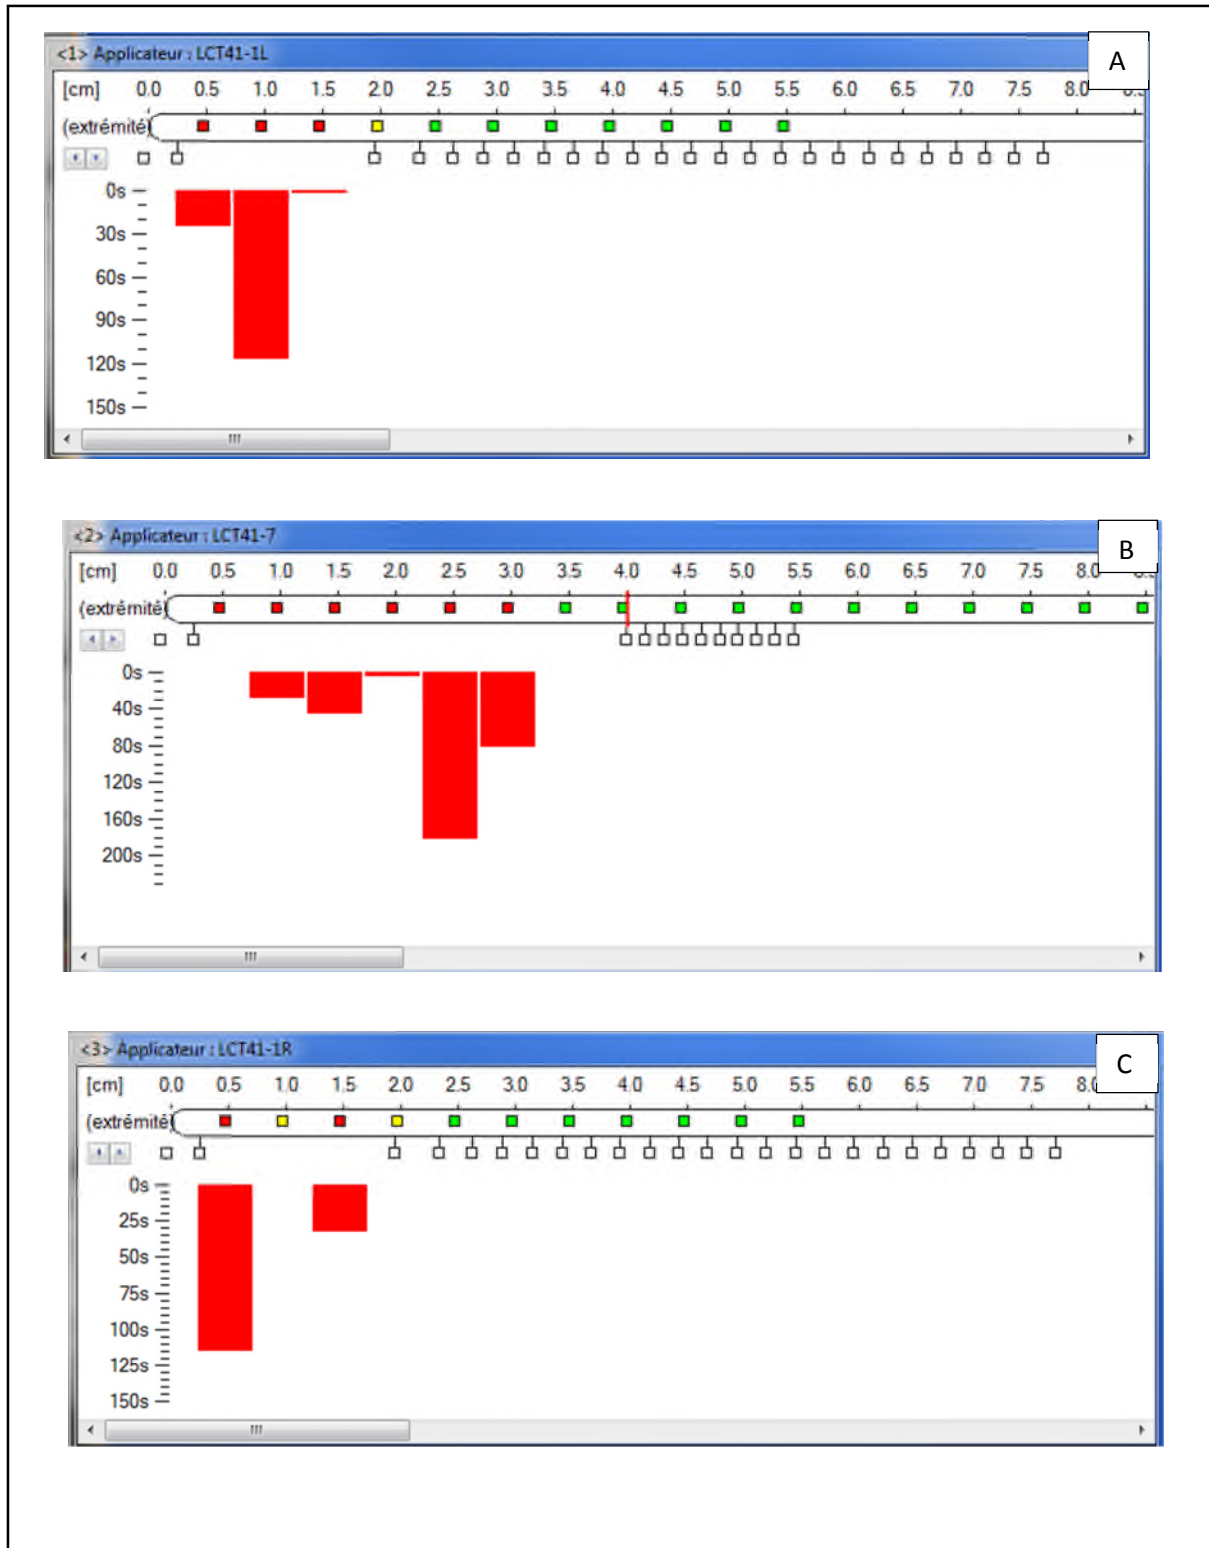 <1> Applicateur : LCT41-1L
A
[cm] 0.0 0.5 1.0 1.5 2.0 2.5 3.0 3.5 4.0 4.5 5.0 5.5 6.0 6.5 7.0 7.5 8.0
(extrémité)
0s
30s
60s
90s
120s
150s
<2> Applicateur : LCT41-7
B
[cm] 0.0 0.5 1.0 1.5 2.0 2.5 3.0 3.5 4.0 4.5 5.0 5.5 6.0 6.5 7.0 7.5 8.0
(extrémité)
0s
40s
80s
120s
160s
200s
<3> Applicateur : LCT41-1R
C
[cm] 0.0 0.5 1.0 1.5 2.0 2.5 3.0 3.5 4.0 4.5 5.0 5.5 6.0 6.5 7.0 7.5
(extrémité)
0s
25s
50s
75s
100s
125s
150s